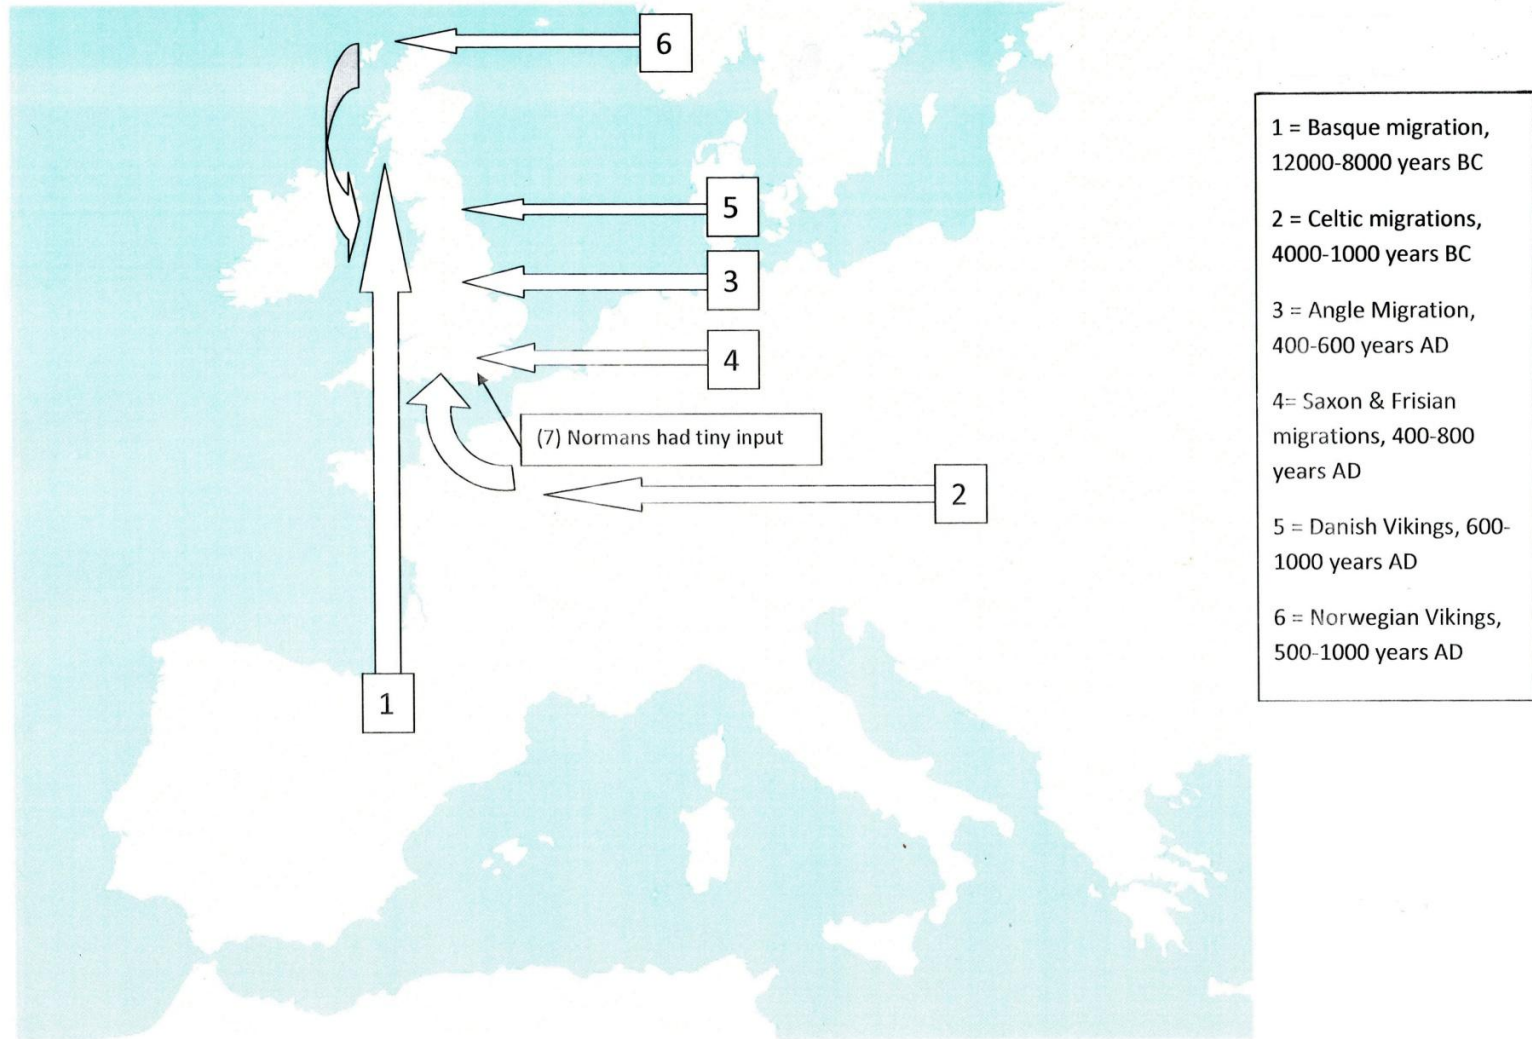 6
5
3
4
(7) Normans had tiny input
2
1
1 = Basque migration,
12000-8000 years BC
2 = Celtic migrations,
4000-1000 years BC
3 = Angle Migration,
400-600 years AD
4= Saxon & Frisian
migrations, 400-800
years AD
5 = Danish Vikings, 600-
1000 years AD
6 = Norwegian Vikings,
500-1000 years AD